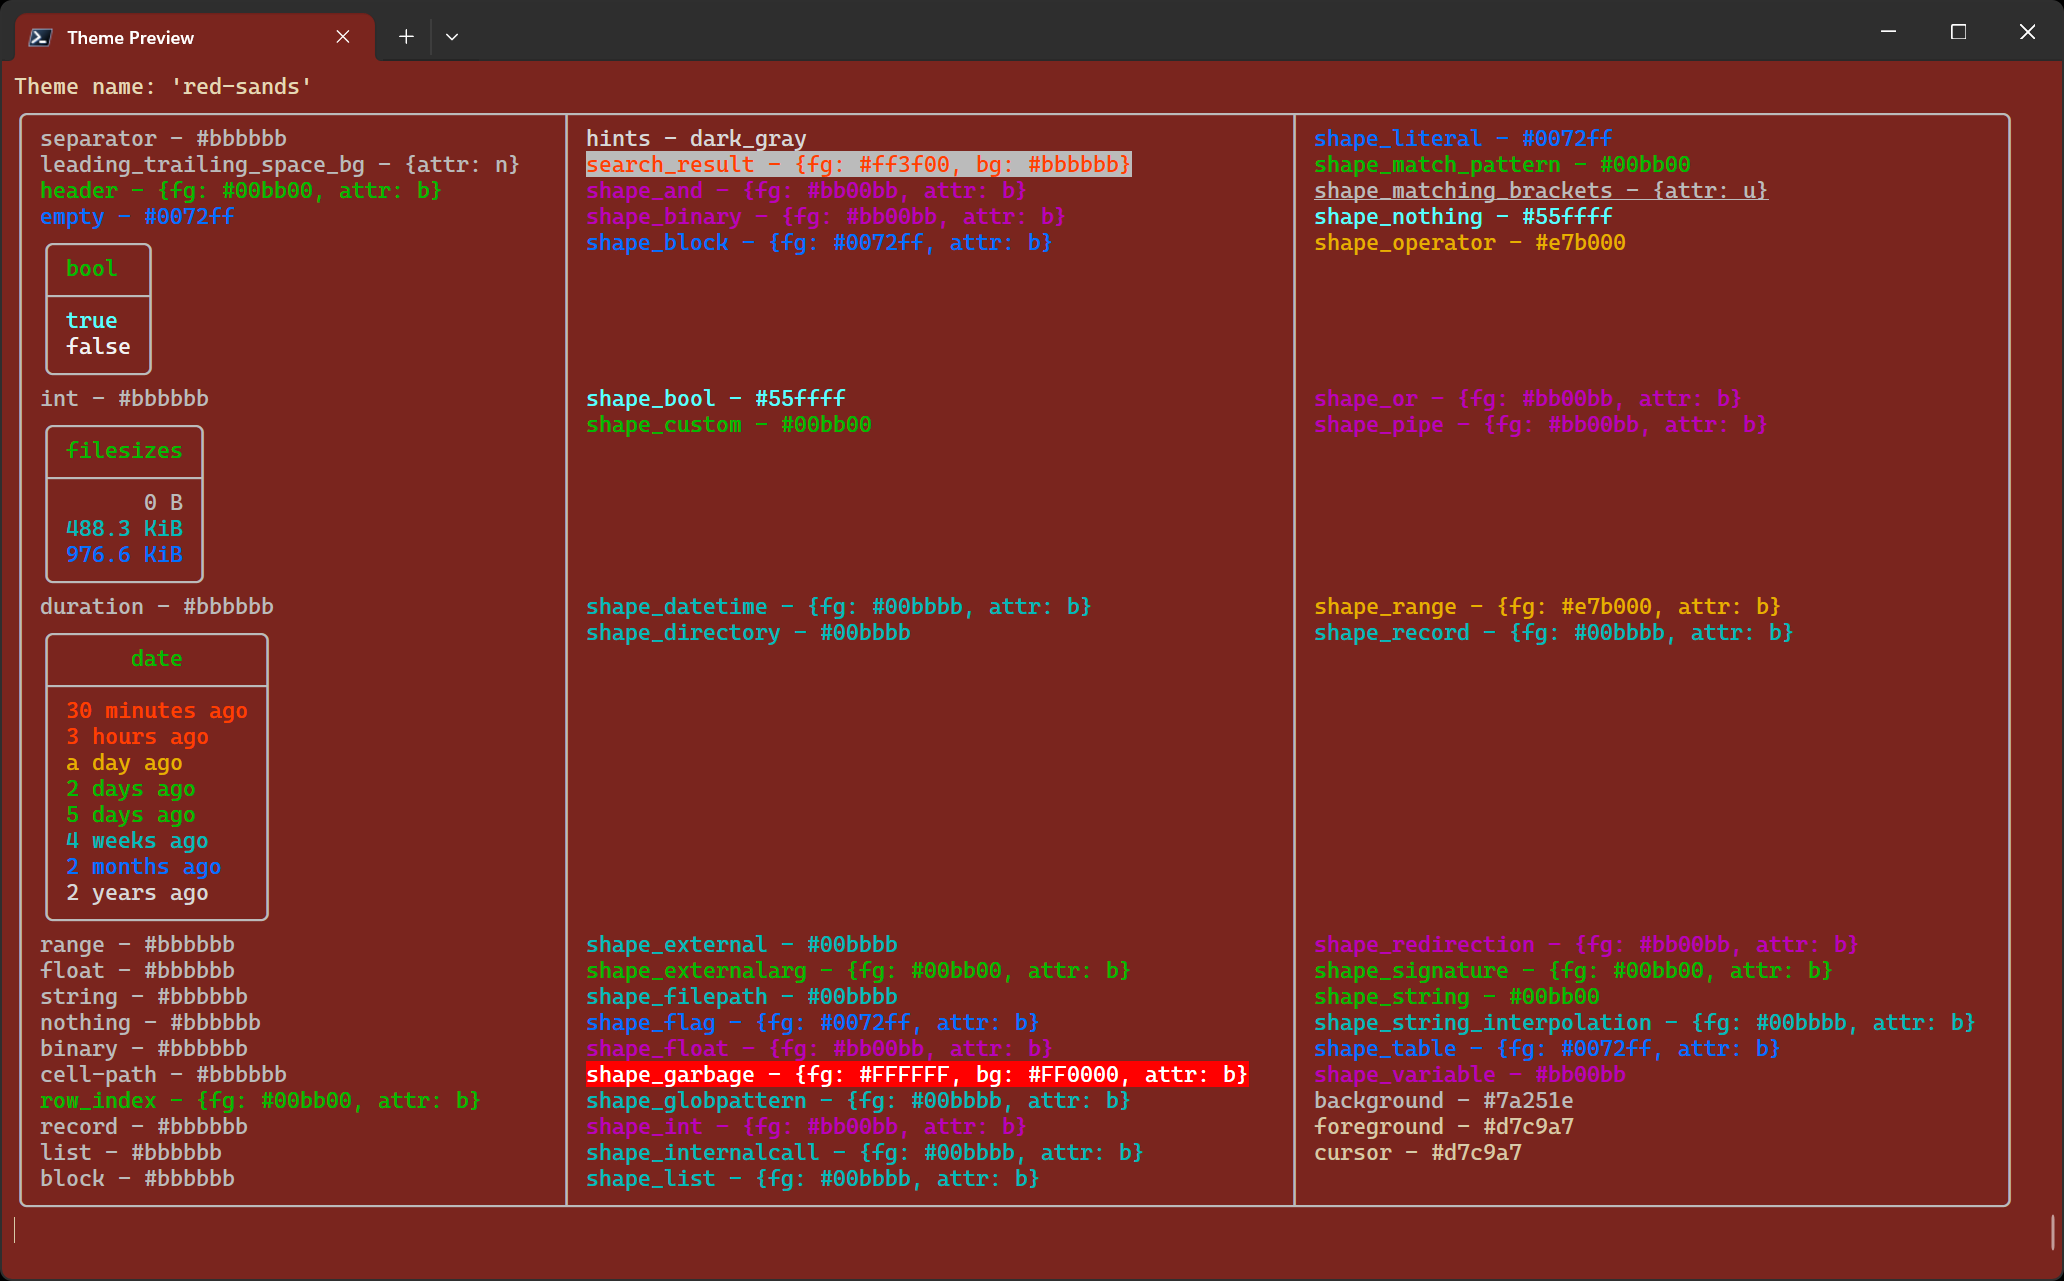 Theme Preview
Theme name: 'red-sands'
separator - #bbbbbb
leading_trailing_space_bg - {attr: n}
header - {fg: #00bb00, attr: b}
empty - #0072ff
bool
true
false
int - #bbbbbb
filesizes
0 B
488.3 KiB
976.6 KiB
duration - #bbbbbb
date
30 minutes ago
3 hours ago
a day ago
2 days ago
5 days ago
4 weeks ago
2 months ago
2 years ago
range - #bbbbbb
float - #bbbbbb
string - #bbbbbb
nothing - #bbbbbb
binary - #bbbbbb
cell-path - #bbbbbb
row_index - {fg: #00bb00, attr: b}
record - #bbbbbb
list - #bbbbbb
block - #bbbbbb
hints - dark_gray
search_result - {fg: #ff3f00, bg: #bbbbbb}
shape_and - {fg: #bb00bb, attr: b}
shape_binary - {fg: #bb00bb, attr: b}
shape_block - {fg: #0072ff, attr: b}
shape_bool - #55ffff
shape_custom - #00bb00
shape_datetime - {fg: #00bbbb, attr: b}
shape_directory - #00bbbb
shape_external - #00bbbb
shape_externalarg - {fg: #00bb00, attr: b}
shape_filepath - #00bbbb
shape_flag - {fg: #0072ff, attr: b}
shape_float - {fg: #bb00bb, attr: b}
shape_garbage - {fg: #FFFFFF, bg: #FF0000, attr: b}
shape_globpattern - {fg: #00bbbb, attr: b}
shape_int - {fg: #bb00bb, attr: b}
shape_internalcall - {fg: #00bbbb, attr: b}
shape_list - {fg: #00bbbb, attr: b}
shape_literal - #0072ff
shape_match_pattern - #00bb00
shape_matching_brackets - {attr: u}
shape_nothing - #55ffff
shape_operator - #e7b000
shape_or - {fg: #bb00bb, attr: b}
shape_pipe - {fg: #bb00bb, attr: b}
shape_range - {fg: #e7b000, attr: b}
shape_record - {fg: #00bbbb, attr: b}
shape_redirection - {fg: #bb00bb, attr: b}
shape_signature - {fg: #00bb00, attr: b}
shape_string - #00bb00
shape_string_interpolation - {fg: #00bbbb, attr: b}
shape_table - {fg: #0072ff, attr: b}
shape_variable - #bb00bb
background - #7a251e
foreground - #d7c9a7
cursor - #d7c9a7